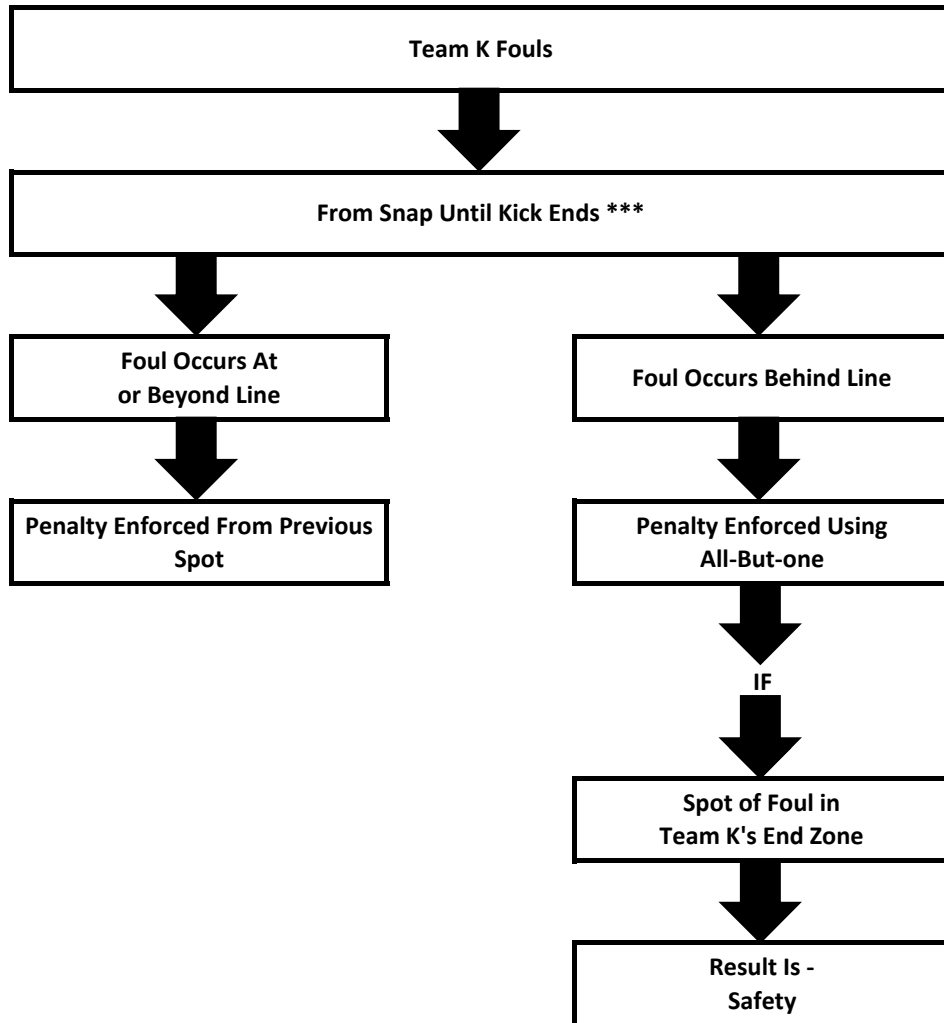 Team K Fouls
From Snap Until Kick Ends ***
Foul Occurs At
or Beyond Line
Foul Occurs Behind Line
Penalty Enforced From Previous
Spot
Penalty Enforced Using
All-But-one
IF
Spot of Foul in
Team K's End Zone
Result Is -
Safety